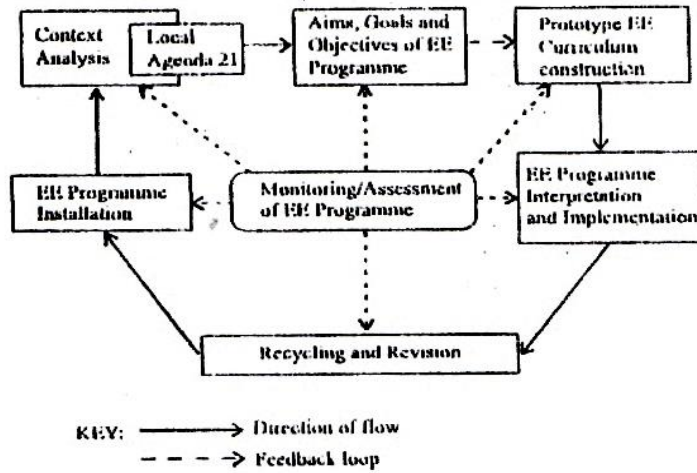 Context
Analysis
Local
Agenda 21
Aims, Goals and
Objectives of EE
Programme
Prototype EE
Curriculum
construction
EE Programme
Installation
Monitoring/Assessment
of EE Programme
EE Programme
Interpretation
and Implementation
Recycling and Revision
KEY:
Direction of flow
Feedback loop